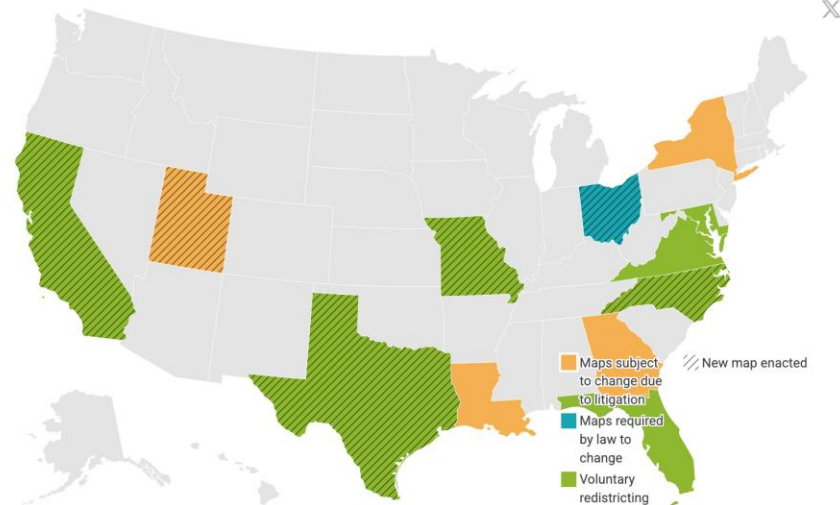 Maps subject
to change due
to litigation
New map enacted
Maps required
by law to
change
Voluntary
redistricting